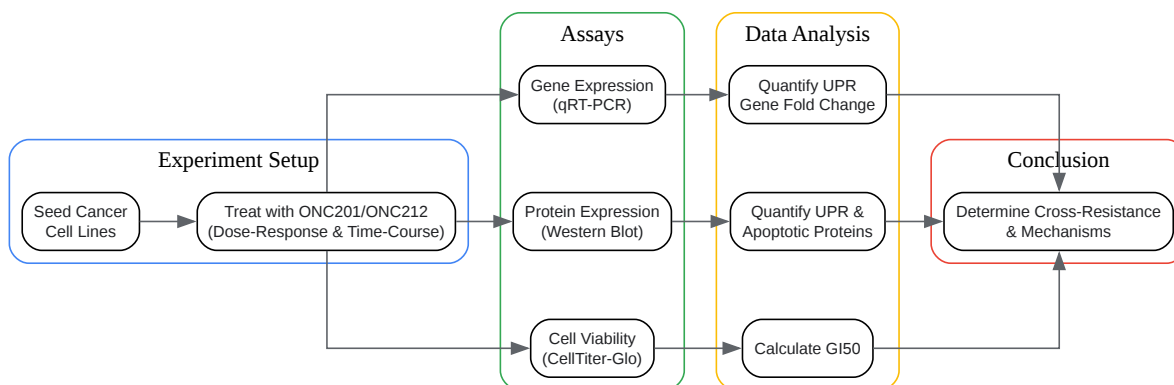 Assays
Data Analysis
Gene Expression
(qRT-PCR)
Quantify UPR
Gene Fold Change
Experiment Setup
Conclusion
Seed Cancer
Cell Lines
Treat with ONC201/ONC212
(Dose-Response & Time-Course)
Protein Expression
(Western Blot)
Quantify UPR &
Apoptotic Proteins
Determine Cross-Resistance
& Mechanisms
Cell Viability
(CellTiter-Glo)
Calculate GI50